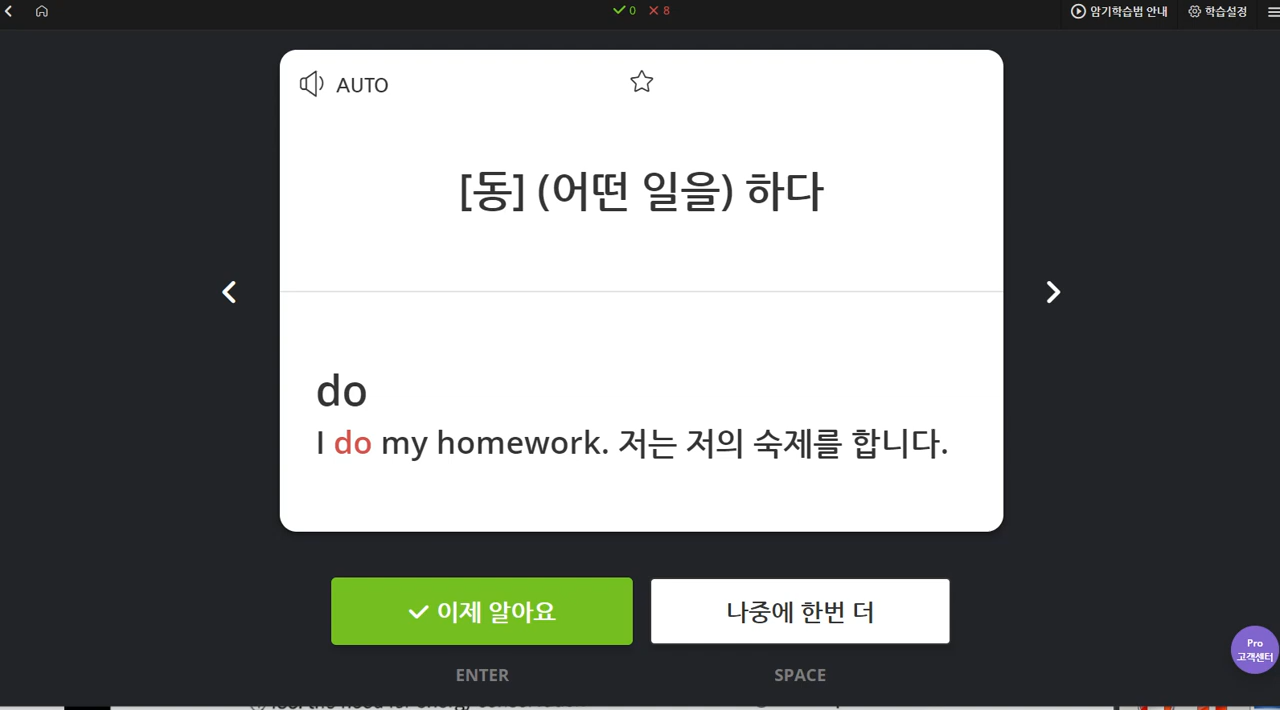 0 8
암기학습법 안내 학습설정
AUTO
[동] (어떤 일을) 하다
do
I do my homework. 저는 저의 숙제를 합니다.
이제 알아요 나중에 한번 더
ENTER SPACE
Pro
고객센터